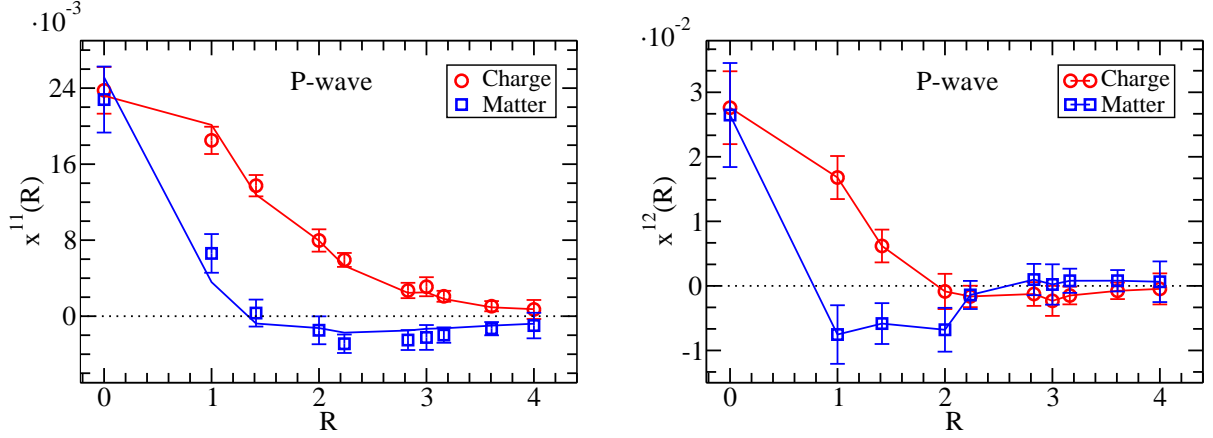 ·10⁻³
P-wave
Charge
Matter
24
16
8
0
x¹¹(R)
0 1 2 3 4
R
·10⁻²
P-wave
Charge
Matter
3
2
1
0
-1
x¹²(R)
0 1 2 3 4
R